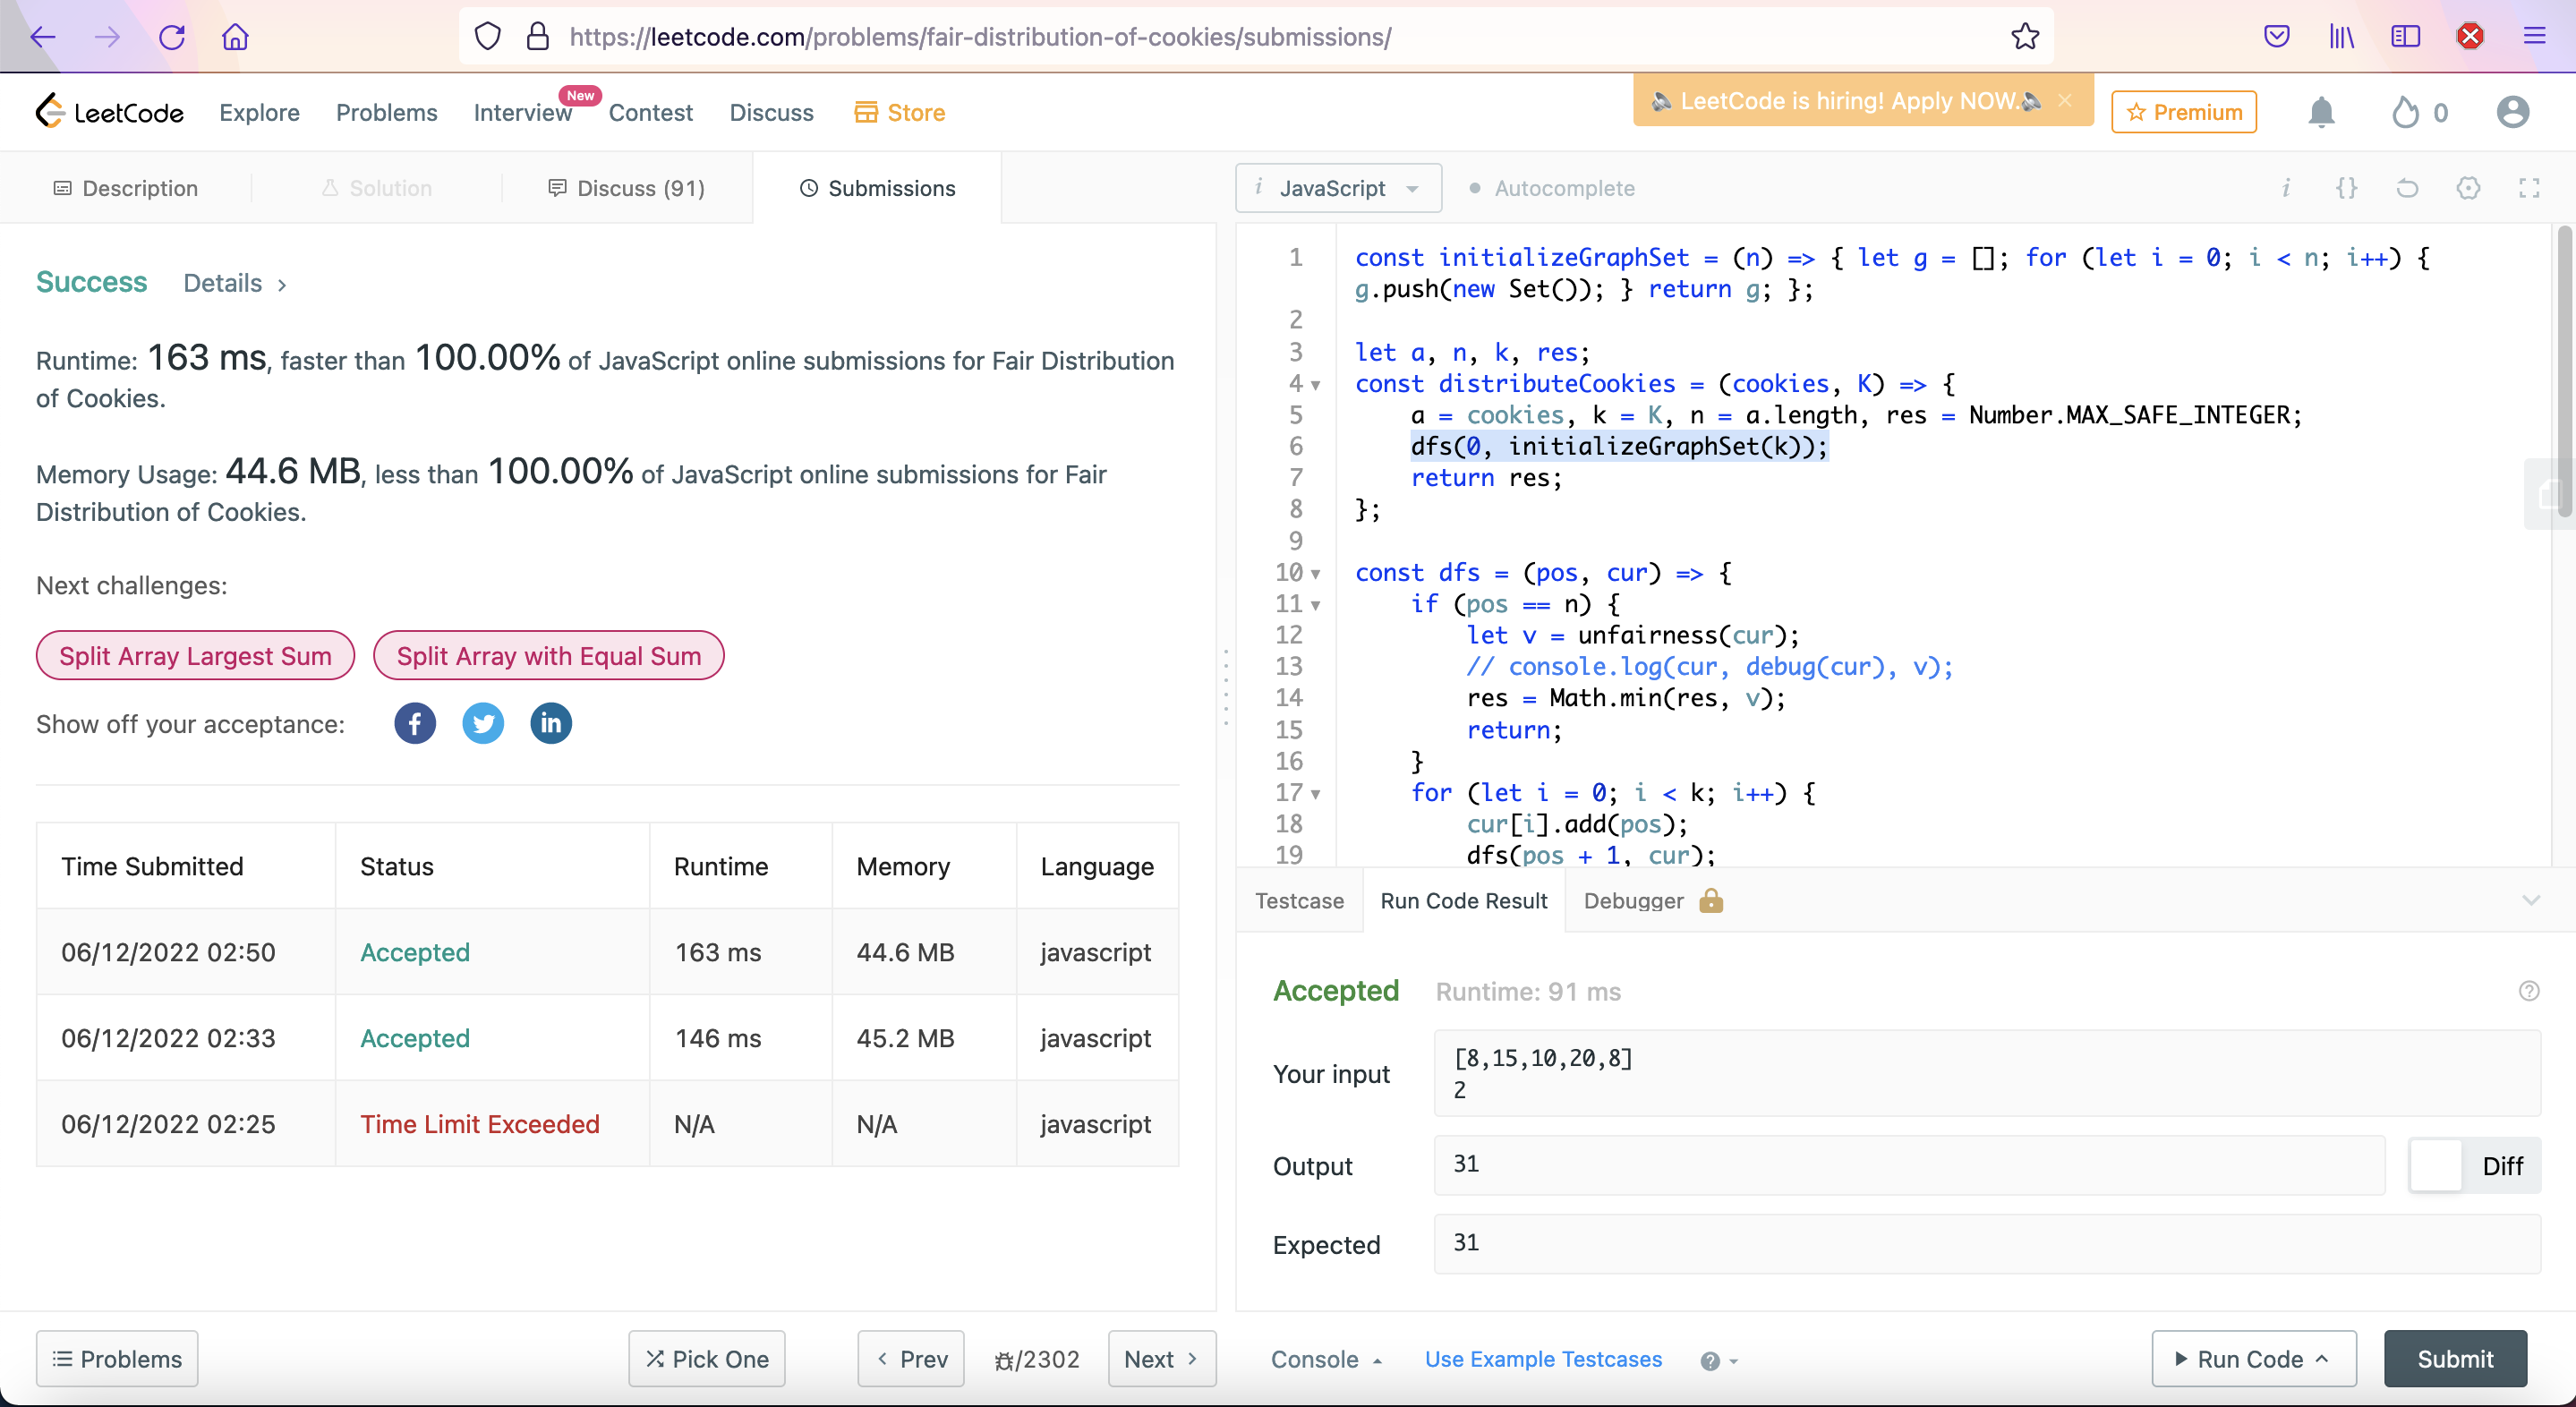 https://leetcode.com/problems/fair-distribution-of-cookies/submissions/
LeetCode Explore Problems Interview New Contest Discuss Store
LeetCode is hiring! Apply NOW. Premium 0
Description Solution Discuss (91) Submissions
i JavaScript Autocomplete
Success Details
Runtime: 163 ms, faster than 100.00% of JavaScript online submissions for Fair Distribution
of Cookies.
Memory Usage: 44.6 MB, less than 100.00% of JavaScript online submissions for Fair
Distribution of Cookies.
Next challenges:
Split Array Largest Sum Split Array with Equal Sum
Show off your acceptance:
Time Submitted Status Runtime Memory Language
06/12/2022 02:50 Accepted 163 ms 44.6 MB javascript
06/12/2022 02:33 Accepted 146 ms 45.2 MB javascript
06/12/2022 02:25 Time Limit Exceeded N/A N/A javascript
1 const initializeGraphSet = (n) => { let g = []; for (let i = 0; i < n; i++) {
g.push(new Set()); } return g; };
2
3 let a, n, k, res;
4 const distributeCookies = (cookies, K) => {
5 a = cookies, k = K, n = a.length, res = Number.MAX_SAFE_INTEGER;
6 dfs(0, initializeGraphSet(k));
7 return res;
8 };
9
10 const dfs = (pos, cur) => {
11 if (pos == n) {
12 let v = unfairness(cur);
13 // console.log(cur, debug(cur), v);
14 res = Math.min(res, v);
15 return;
16 }
17 for (let i = 0; i < k; i++) {
18 cur[i].add(pos);
19 dfs(pos + 1, cur);
Testcase Run Code Result Debugger
Accepted Runtime: 91 ms
Your input
[8,15,10,20,8]
2
Output 31 Diff
Expected 31
Problems Pick One Prev /2302 Next
Console Use Example Testcases Run Code Submit